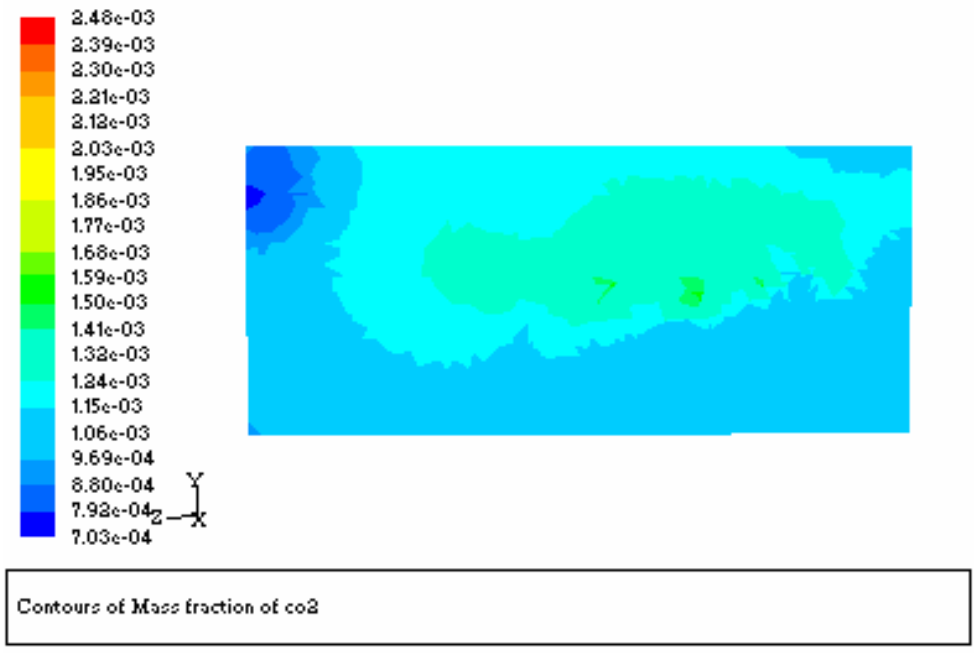 2.48e-03
2.39e-03
2.30e-03
2.21e-03
2.12e-03
2.03e-03
1.95e-03
1.86e-03
1.77e-03
1.68e-03
1.59e-03
1.50e-03
1.41e-03
1.32e-03
1.24e-03
1.15e-03
1.06e-03
9.69e-04
8.80e-04
7.92e-04
7.03e-04
Y
Z
X
Contours of Mass fraction of co2